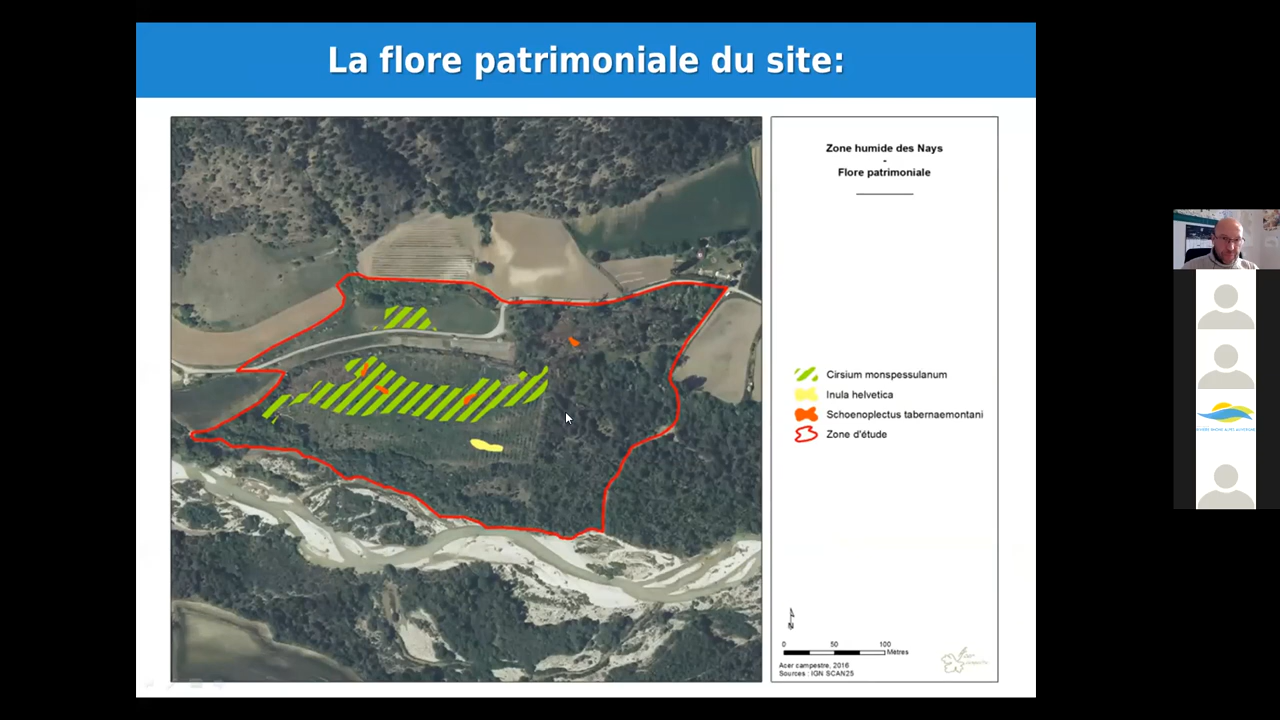 La flore patrimoniale du site:
Zone humide des Nays
-
Flore patrimoniale
Cirsium monspessulanum
Inula helvetica
Schoenoplectus tabernaemontani
Zone d'étude
0 50 100
Mètres
Acer campestre, 2016
Sources : IGN SCAN25